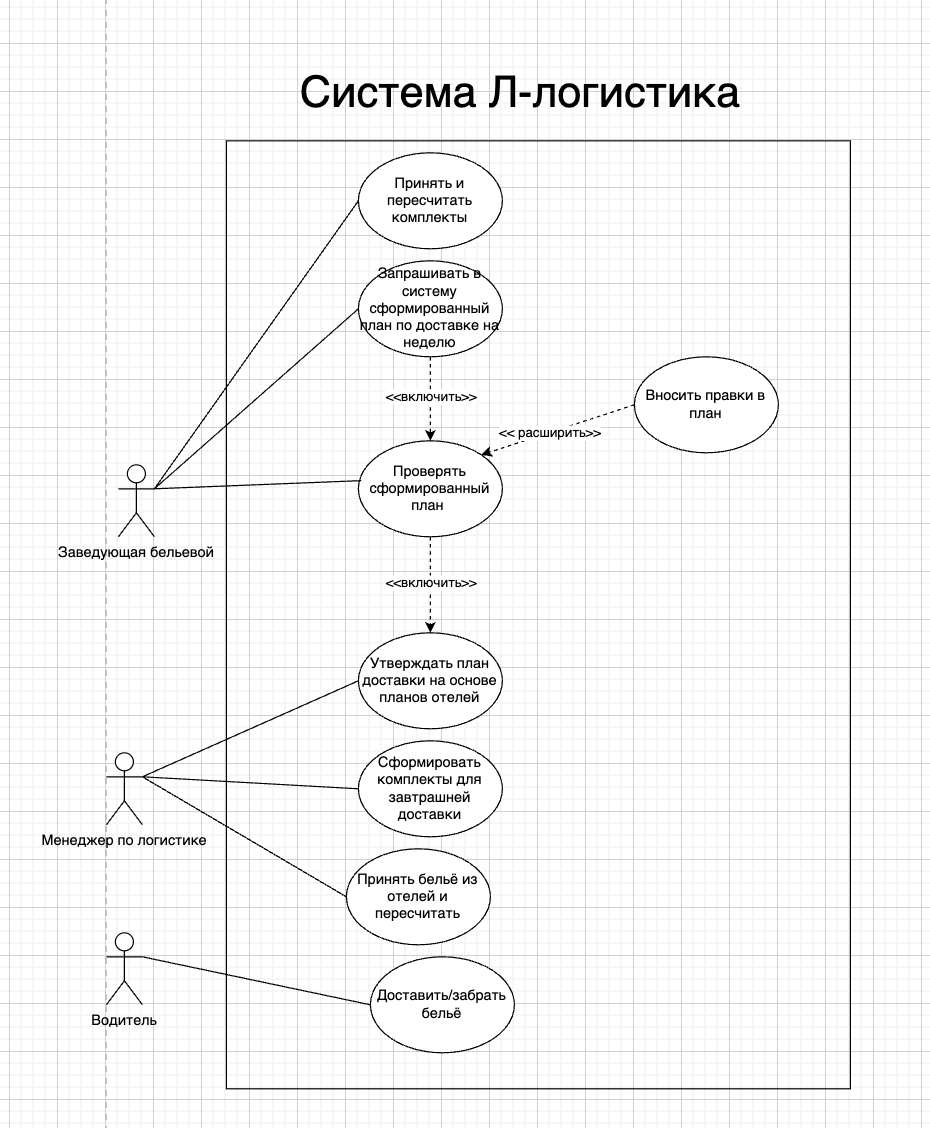 Система Л-логистика
Принять и
пересчитать
комплекты
Запрашивать в
систему
сформированный
план по доставке на
неделю
<<включить>>
Вносить правки в
план
<< расширить>>
Проверять
сформированный
план
Заведующая бельевой
<<включить>>
Утверждать план
доставки на основе
планов отелей
Сформировать
комплекты для
завтрашней
доставки
Менеджер по логистике
Принять бельё из
отелей и
пересчитать
Доставить/забрать
бельё
Водитель